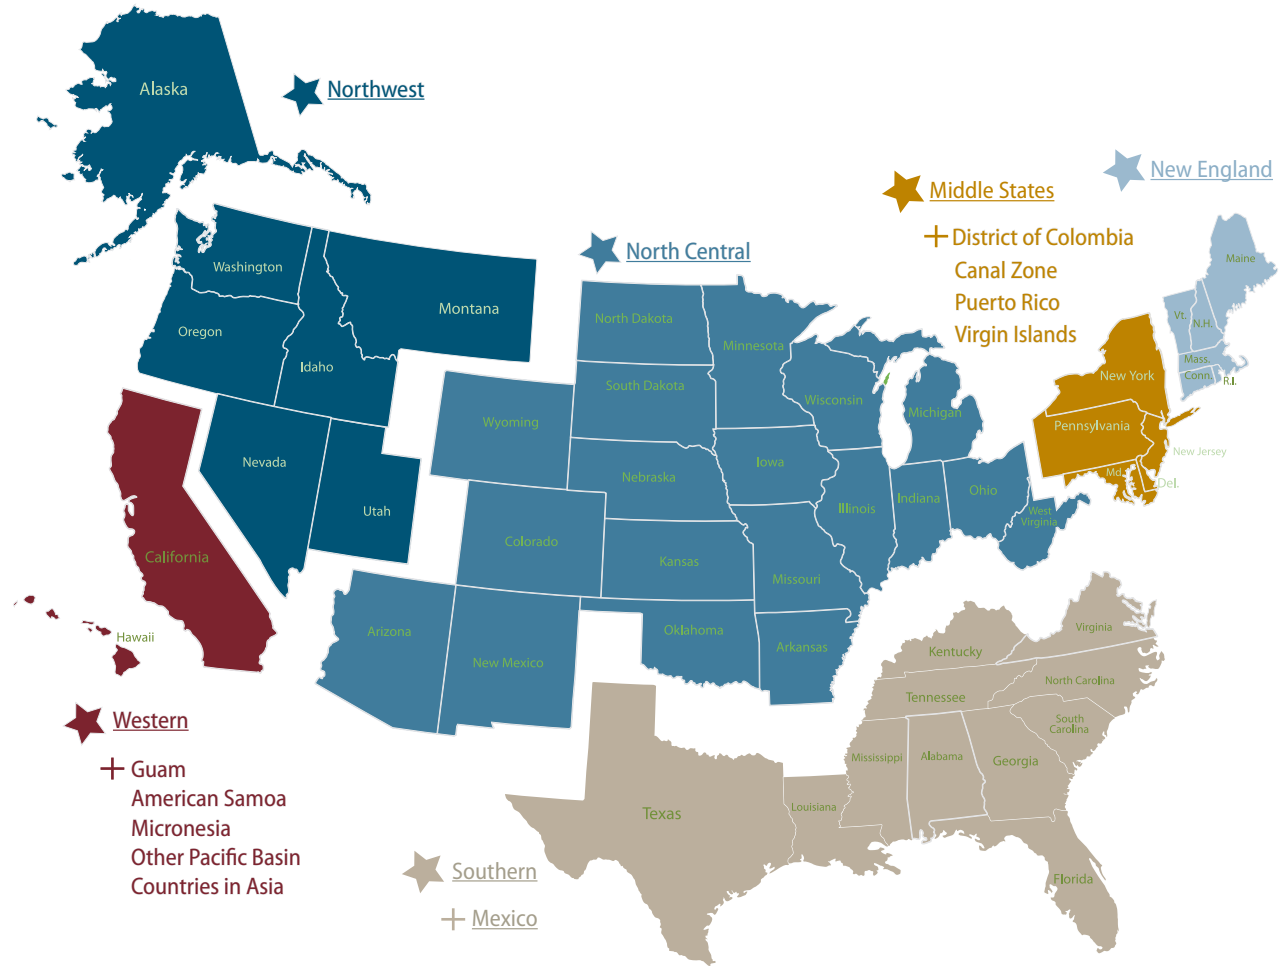 Alaska
Northwest
New England
Middle States
District of Colombia
Canal Zone
Puerto Rico
Virgin Islands
North Central
Maine
Vt.
N.H.
Mass.
Conn.
R.I.
Washington
Montana
Oregon
Idaho
North Dakota
Minnesota
South Dakota
Wisconsin
Michigan
New York
Pennsylvania
New Jersey
Md.
Del.
Wyoming
Nevada
Utah
Nebraska
Iowa
Illinois
Indiana
Ohio
West
Virginia
California
Colorado
Kansas
Missouri
Hawaii
Arizona
New Mexico
Oklahoma
Arkansas
Kentucky
Virginia
Tennessee
North Carolina
South
Carolina
Mississippi
Alabama
Georgia
Texas
Louisiana
Florida
Western
Guam
American Samoa
Micronesia
Other Pacific Basin
Countries in Asia
Southern
Mexico